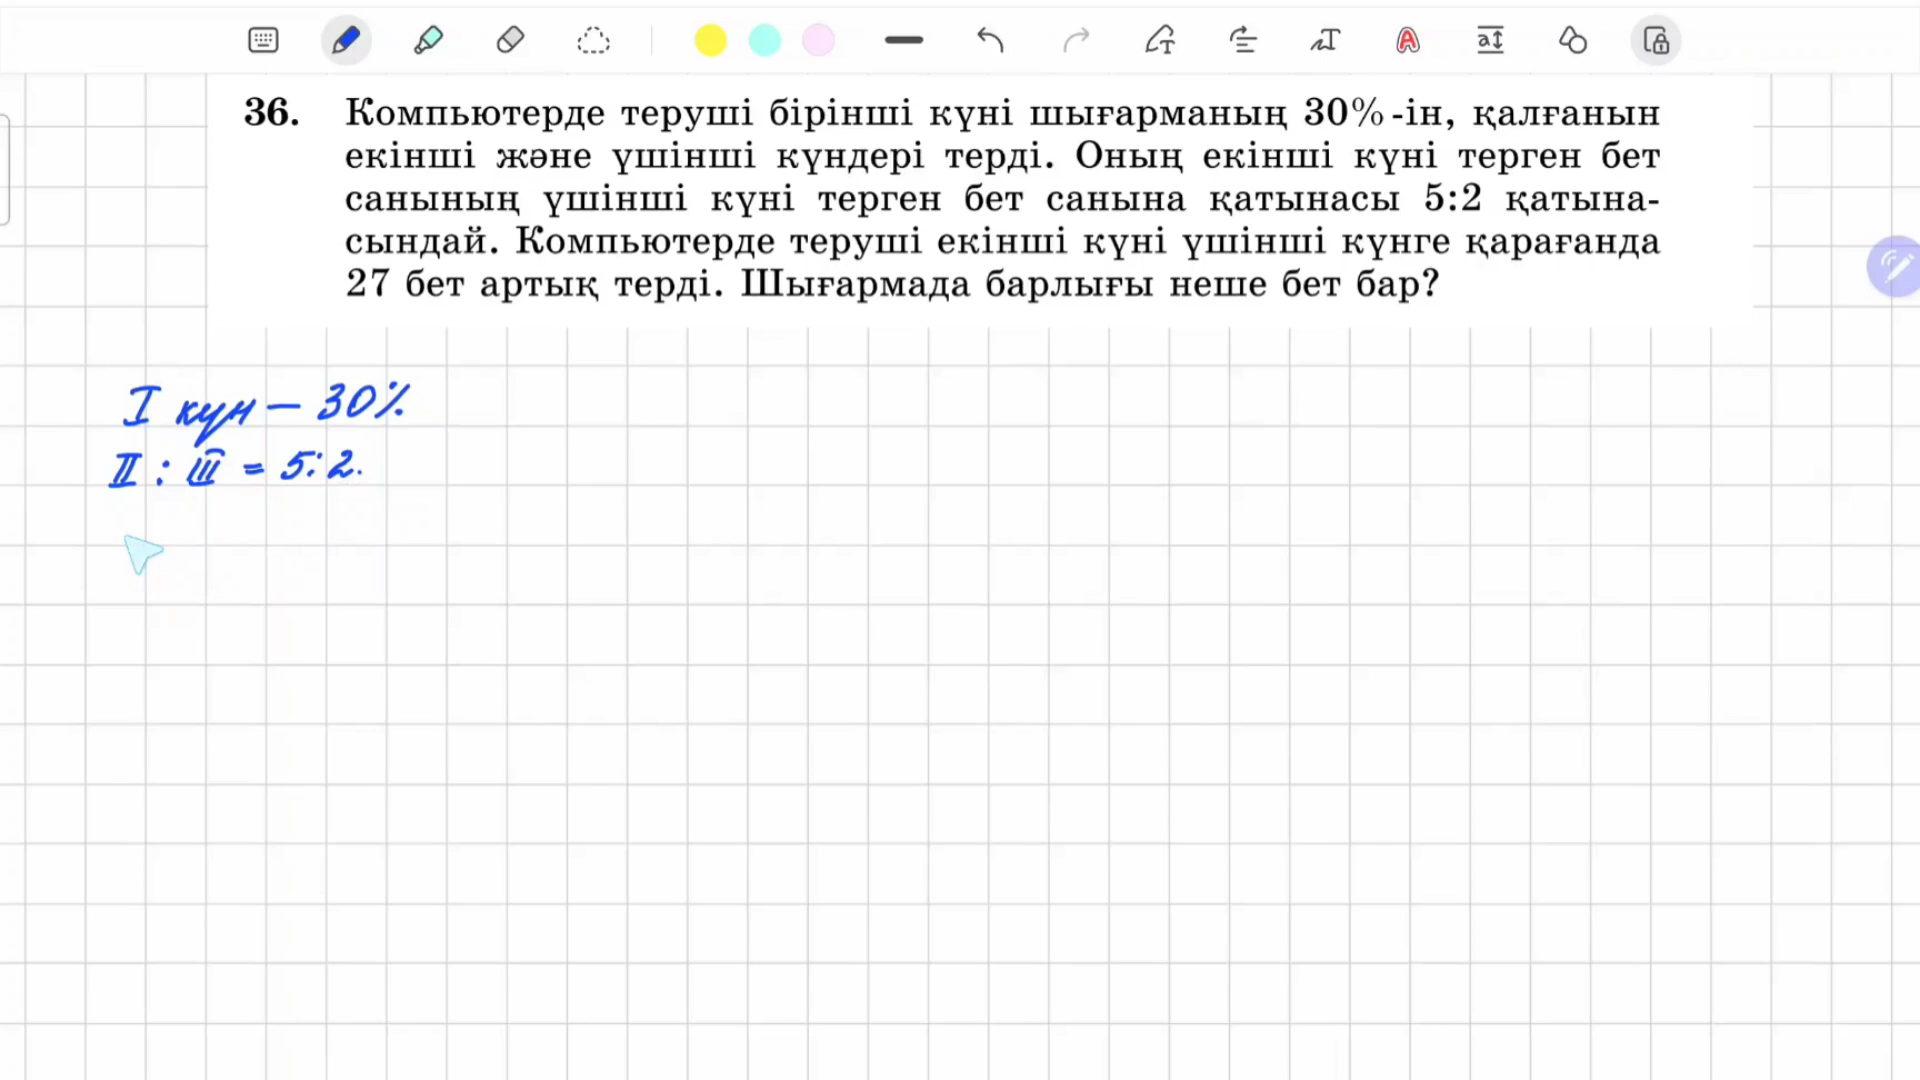 36. Компьютерде теруші бірінші күні шығарманың 30%-ін, қалғанын
екінші және үшінші күндері терді. Оның екінші күні терген бет
санының үшінші күні терген бет санына қатынасы 5:2 қатына-
сындай. Компьютерде теруші екінші күні үшінші күнге қарағанда
27 бет артық терді. Шығармада барлығы неше бет бар?
I күн – 30%
II : III = 5:2.